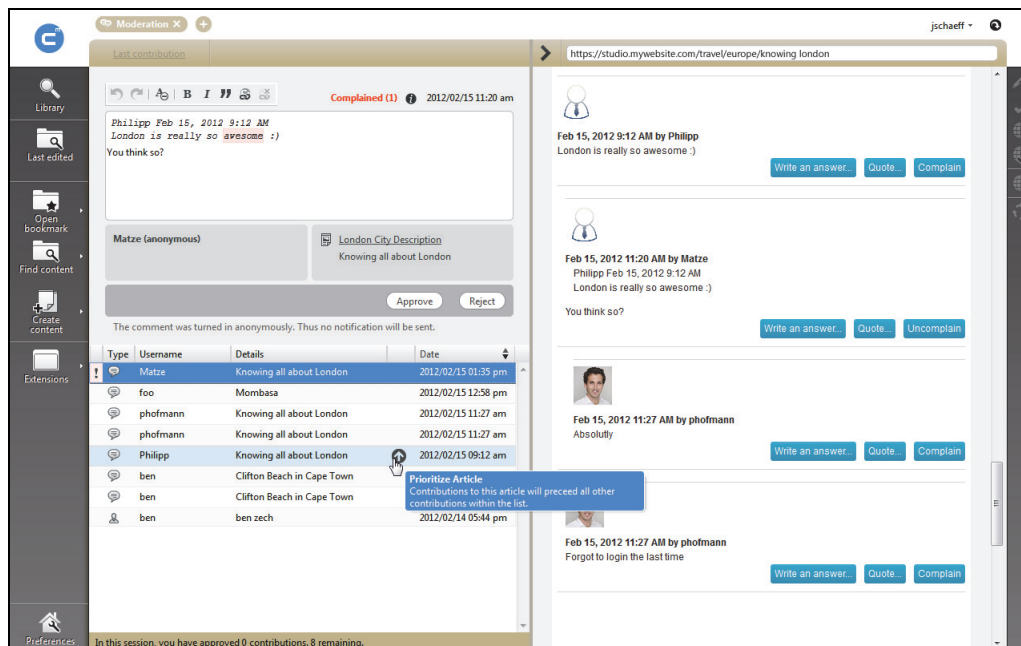 Moderation X +
jschaeff
Last contribution
https://studio.mywebsite.com/travel/europe/knowing london
Library
Last edited
Open bookmark
Find content
Create content
Extensions
Preferences
B I
Complained (1) 2012/02/15 11:20 am
Philipp Feb 15, 2012 9:12 AM
London is really so awesome :)
You think so?
Matze (anonymous)
London City Description
Knowing all about London
Approve Reject
The comment was turned in anonymously. Thus no notification will be sent.
Type Username Details Date
! Matze Knowing all about London 2012/02/15 01:35 pm
foo Mombasa 2012/02/15 12:58 pm
phofmann Knowing all about London 2012/02/15 11:27 am
phofmann Knowing all about London 2012/02/15 11:27 am
Philipp Knowing all about London 2012/02/15 09:12 am
ben Clifton Beach in Cape Town
ben Clifton Beach in Cape Town
ben ben zech 2012/02/14 05:44 pm
Prioritize Article
Contributions to this article will preceed all other
contributions within the list.
In this session, you have approved 0 contributions, 8 remaining.
Feb 15, 2012 9:12 AM by Philipp
London is really so awesome :)
Write an answer... Quote... Complain
Feb 15, 2012 11:20 AM by Matze
Philipp Feb 15, 2012 9:12 AM
London is really so awesome :)
You think so?
Write an answer... Quote... Uncomplain
Feb 15, 2012 11:27 AM by phofmann
Absolutly
Write an answer... Quote... Complain
Feb 15, 2012 11:27 AM by phofmann
Forgot to login the last time
Write an answer... Quote... Complain